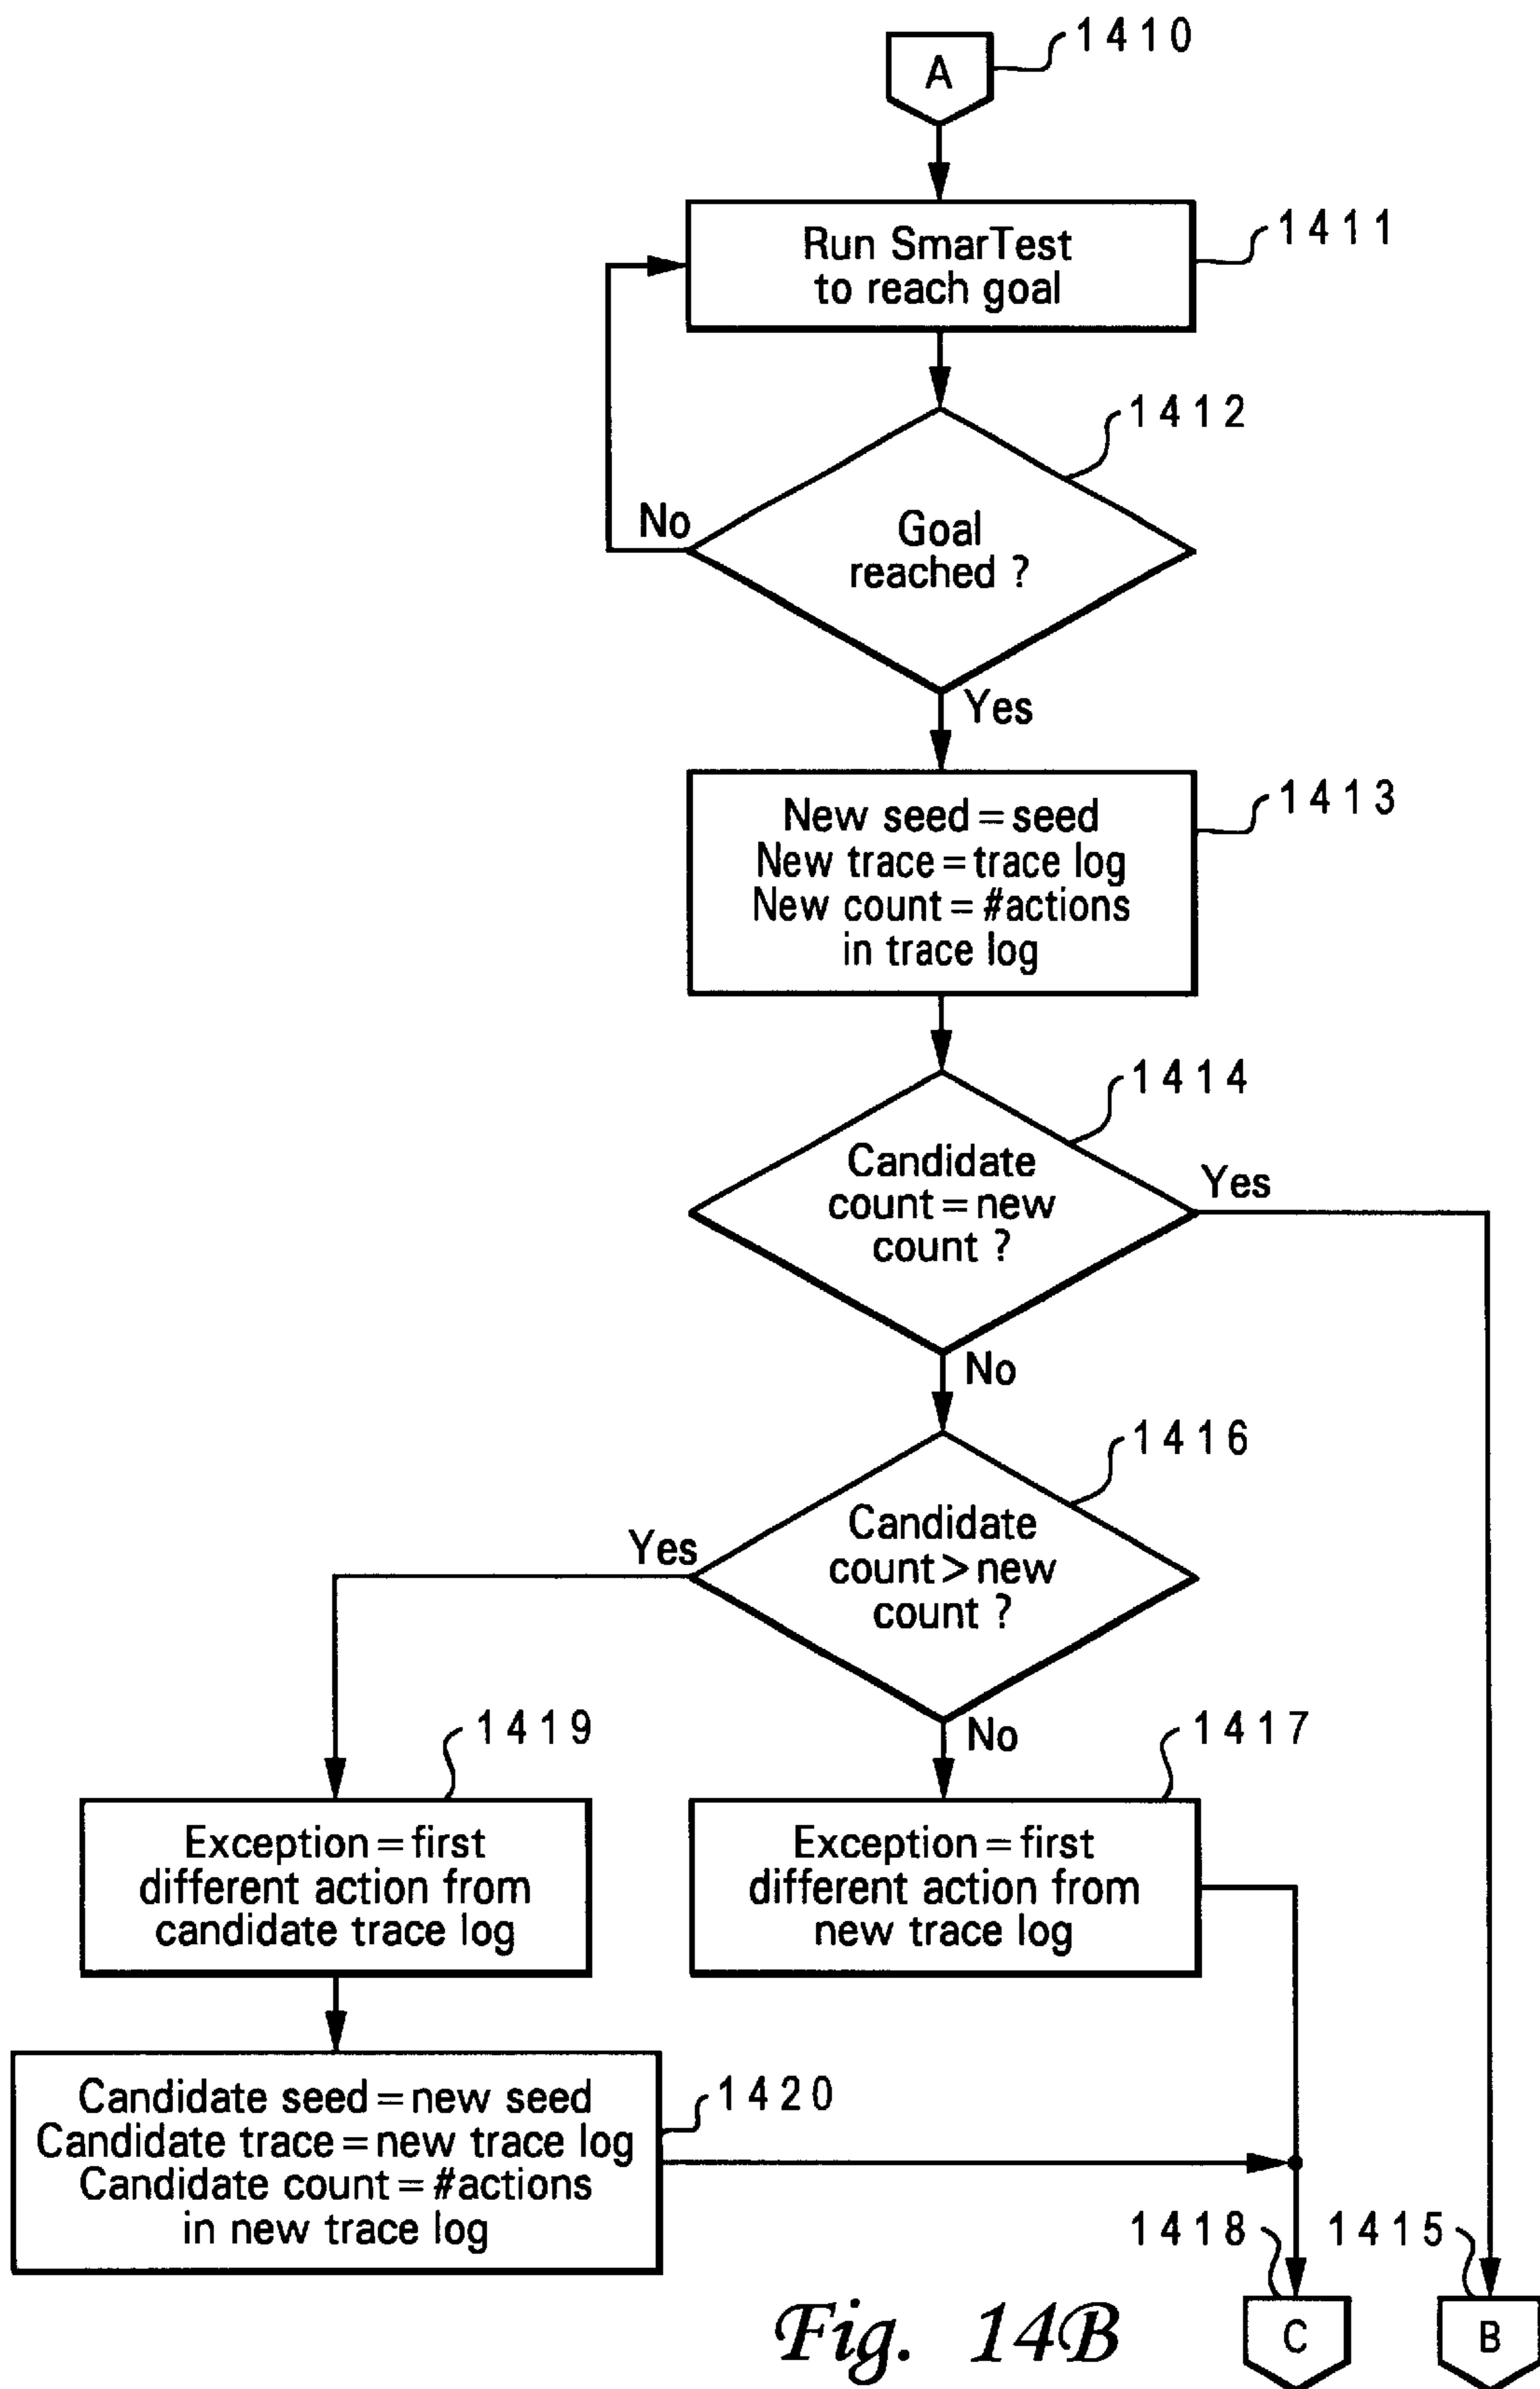 A
1410
Run SmarTest
to reach goal
1411
1412
Goal
reached ?
No
Yes
New seed = seed
New trace = trace log
New count = #actions
in trace log
1413
1414
Candidate
count = new
count ?
Yes
No
1416
Candidate
count > new
count ?
Yes
No
1419
1417
Exception = first
different action from
candidate trace log
Exception = first
different action from
new trace log
Candidate seed = new seed
Candidate trace = new trace log
Candidate count = #actions
in new trace log
1420
1418
1415
C
B
Fig. 14B